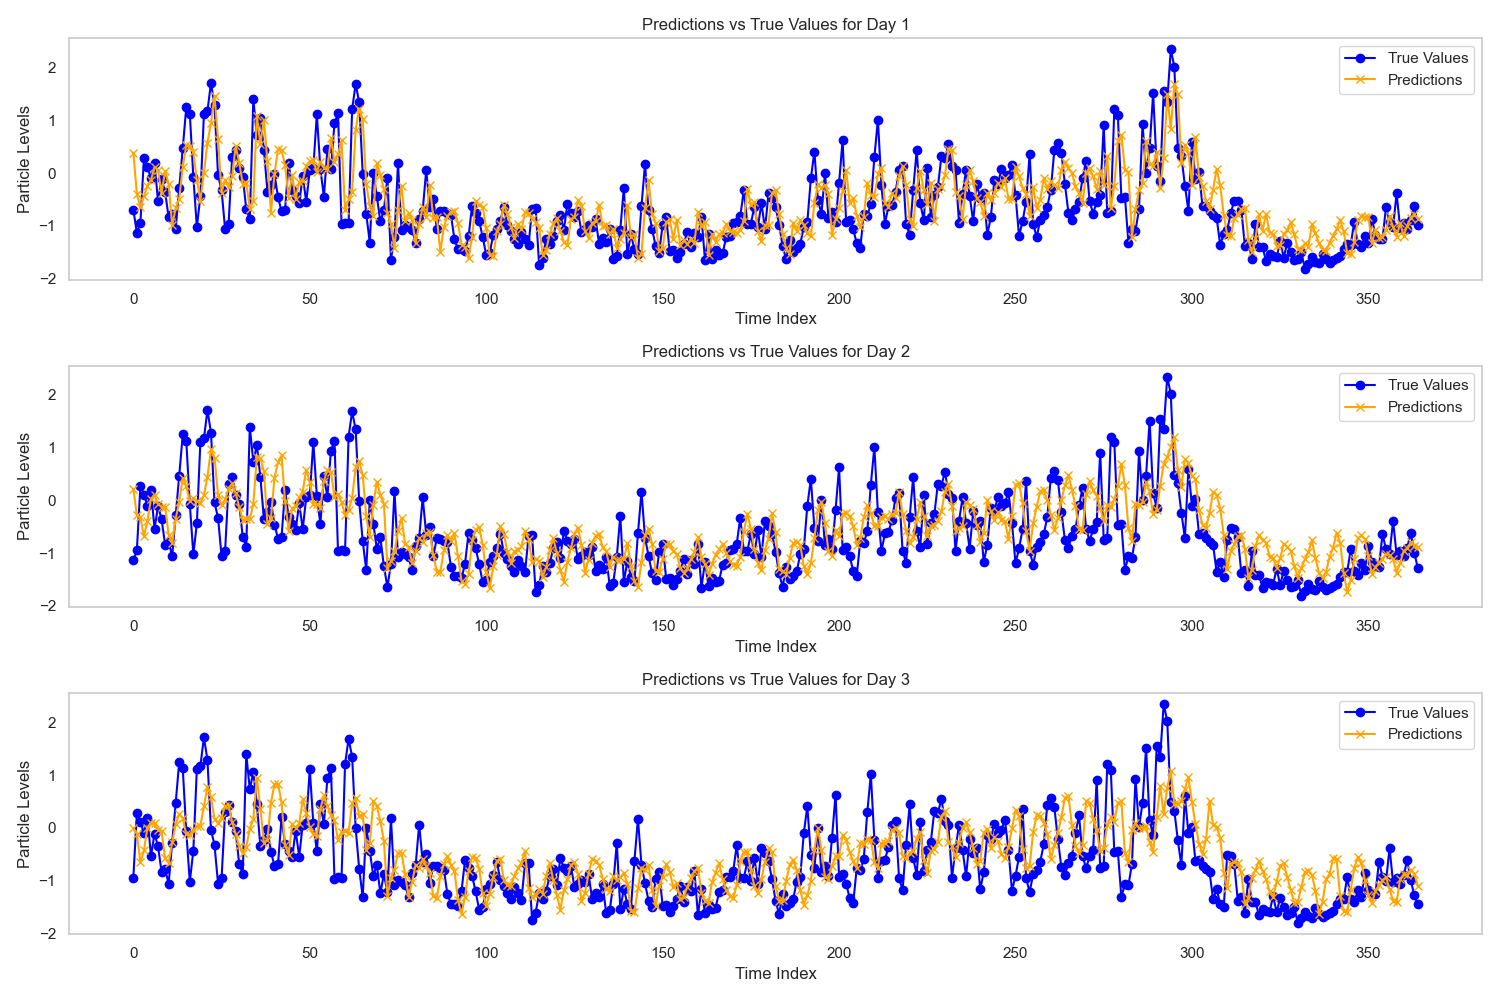 Predictions vs True Values for Day 1
True Values
Predictions
Particle Levels
2
1
0
−1
−2
0 50 100 150 200 250 300 350
Time Index
Predictions vs True Values for Day 2
True Values
Predictions
Particle Levels
2
1
0
−1
−2
0 50 100 150 200 250 300 350
Time Index
Predictions vs True Values for Day 3
True Values
Predictions
Particle Levels
2
1
0
−1
−2
0 50 100 150 200 250 300 350
Time Index